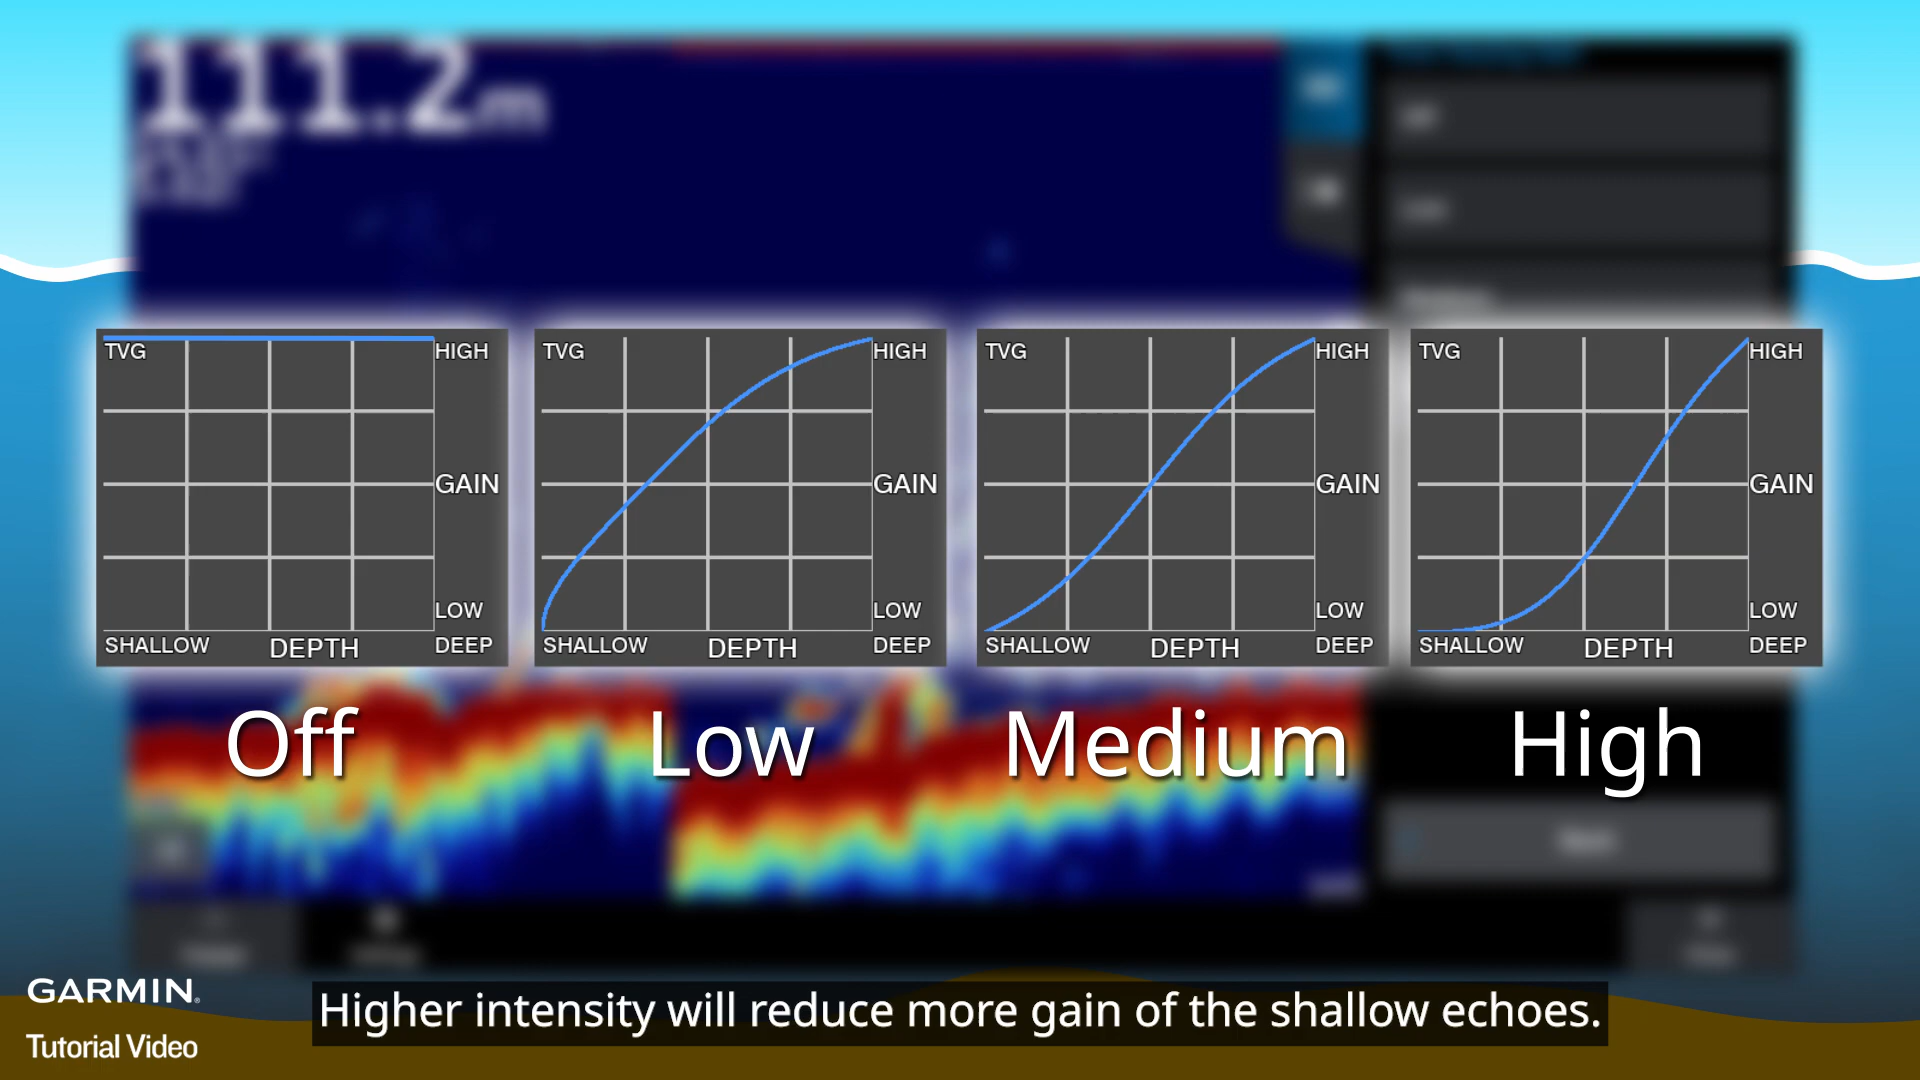 111.2m
TVG HIGH
GAIN
LOW
SHALLOW DEPTH DEEP
TVG HIGH
GAIN
LOW
SHALLOW DEPTH DEEP
TVG HIGH
GAIN
LOW
SHALLOW DEPTH DEEP
TVG HIGH
GAIN
LOW
SHALLOW DEPTH DEEP
Off
Low
Medium
High
GARMIN
Tutorial Video
Higher intensity will reduce more gain of the shallow echoes.